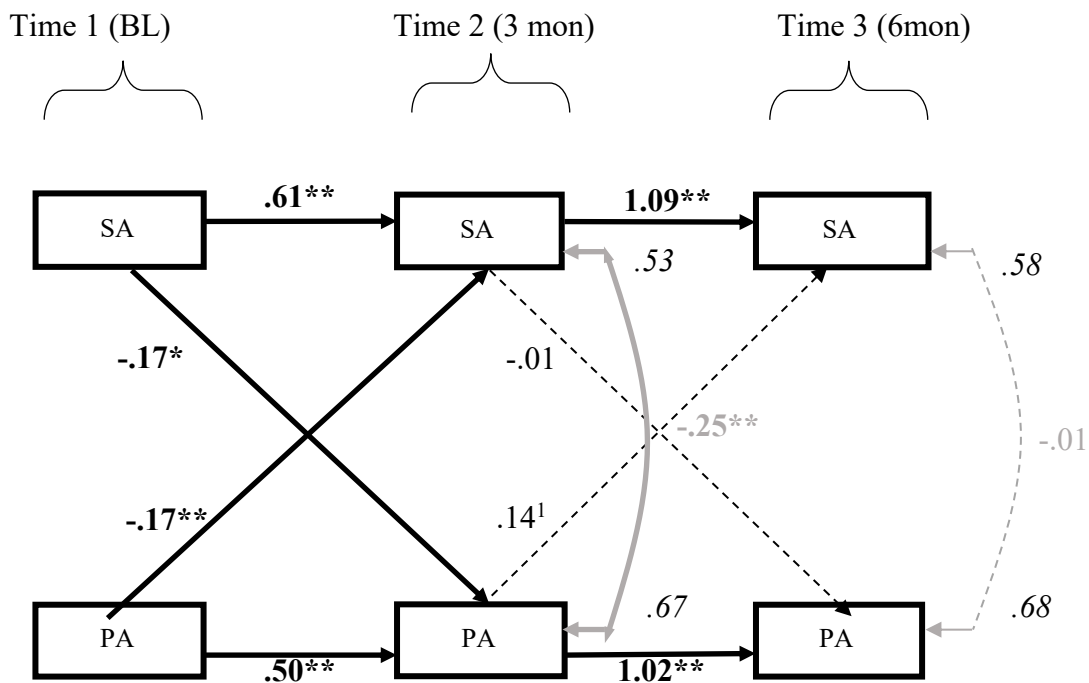 Time 1 (BL)
Time 2 (3 mon)
Time 3 (6mon)
.61**
1.09**
SA
SA
SA
.53
.58
-.17*
-.01
-.25**
-.01
-.17**
.14¹
.67
.68
PA
PA
PA
.50**
1.02**